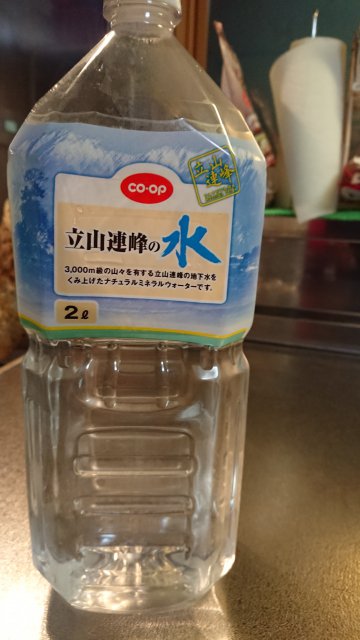 co·op
立山
連峰
立山連峰の水
3,000m級の山々を有する立山連峰の地下水を
くみ上げたナチュラルミネラルウォーターです。
2ℓ